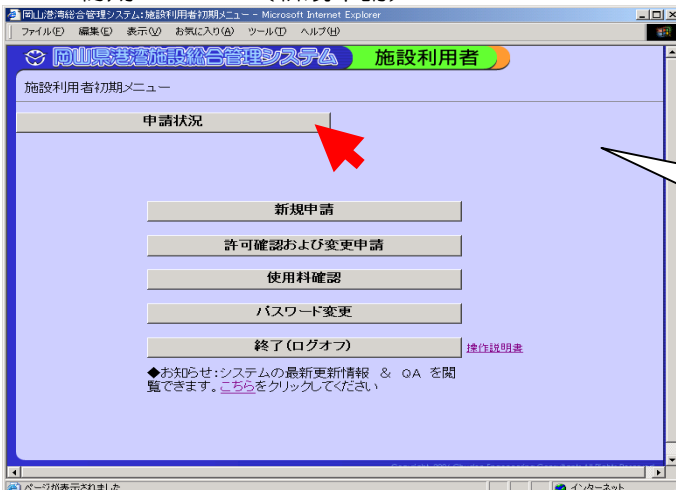 岡山港湾総合管理システム:施設利用者初期メニュー - Microsoft Internet Explorer
ファイル(F) 編集(E) 表示(V) お気に入り(A) ツール(T) ヘルプ(H)
岡山県港湾施設総合管理システム 施設利用者
施設利用者初期メニュー
申請状況
新規申請
許可確認および変更申請
使用料確認
パスワード変更
終了(ログオフ) 操作説明書
◆お知らせ:システムの最新更新情報 & QA を閲
覧できます。こちらをクリックしてください
ページが表示されました インターネット